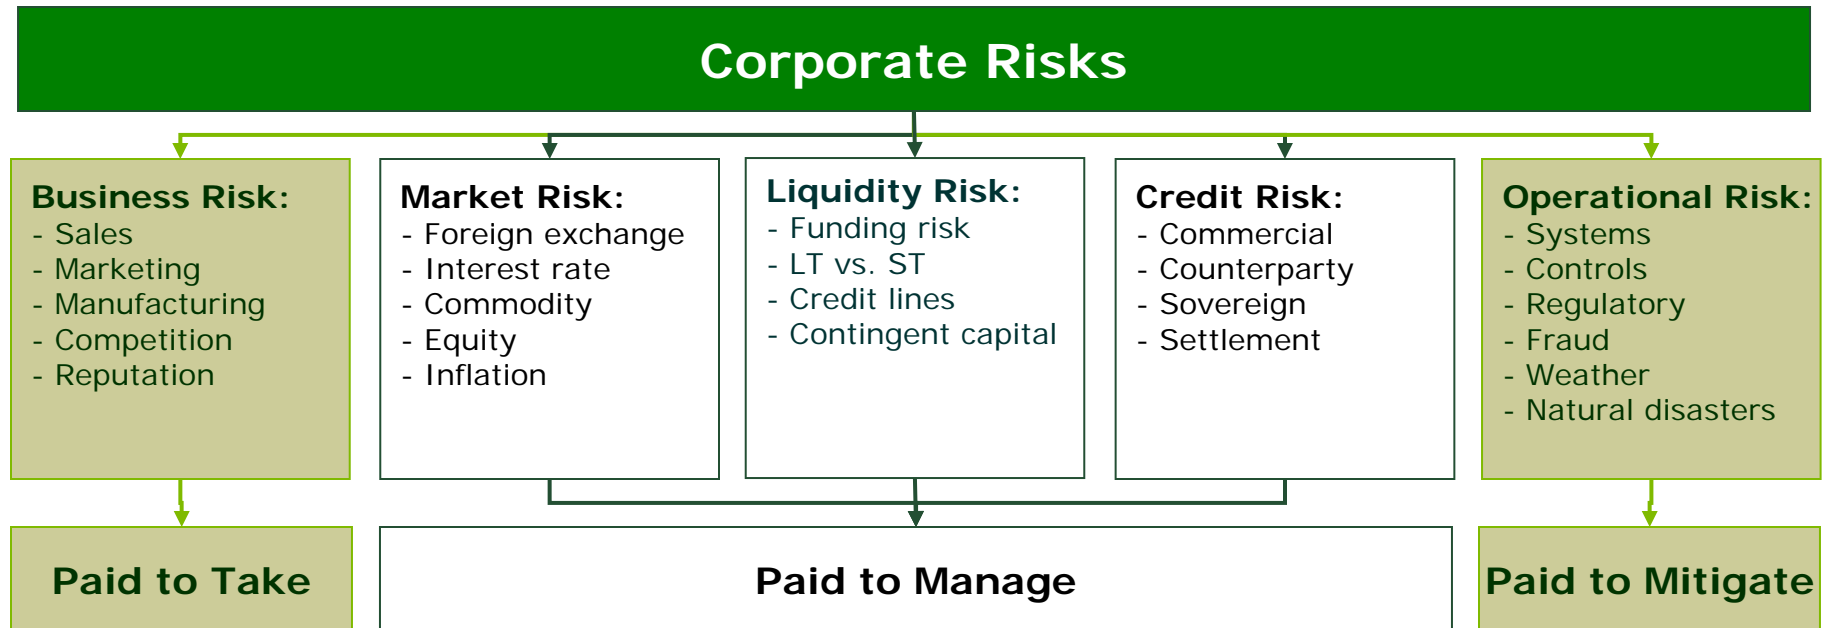 Corporate Risks
Business Risk:
- Sales
- Marketing
- Manufacturing
- Competition
- Reputation
Market Risk:
- Foreign exchange
- Interest rate
- Commodity
- Equity
- Inflation
Liquidity Risk:
- Funding risk
- LT vs. ST
- Credit lines
- Contingent capital
Credit Risk:
- Commercial
- Counterparty
- Sovereign
- Settlement
Operational Risk:
- Systems
- Controls
- Regulatory
- Fraud
- Weather
- Natural disasters
Paid to Take
Paid to Manage
Paid to Mitigate